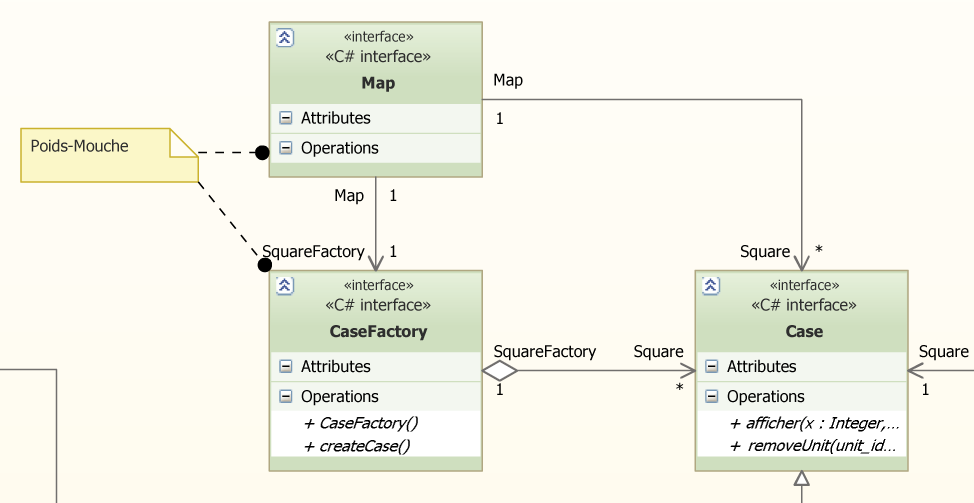 «interface»
«C# interface»
Map
Attributes
Operations
Poids-Mouche
Map
1
Map 1
SquareFactory 1
Square *
«interface»
«C# interface»
CaseFactory
Attributes
Operations
+ CaseFactory()
+ createCase()
SquareFactory
1
Square
*
«interface»
«C# interface»
Case
Attributes
Operations
+ afficher(x : Integer,...
+ removeUnit(unit_id...
Square
1